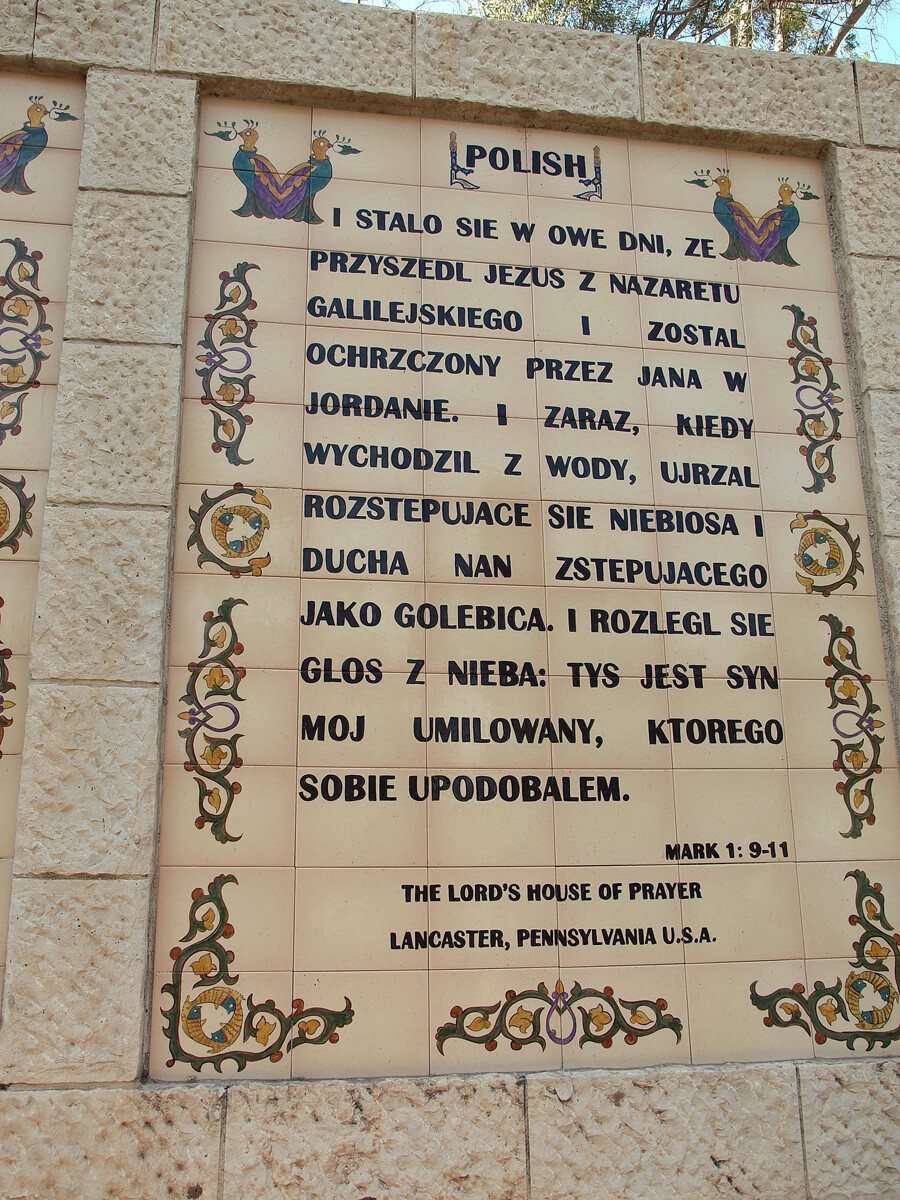 POLISH
I STALO SIE W OWE DNI, ZE
PRZYSZEDL JEZUS Z NAZARETU
GALILEJSKIEGO I ZOSTAL
OCHRZCZONY PRZEZ JANA W
JORDANIE. I ZARAZ, KIEDY
WYCHODZIL Z WODY, UJRZAL
ROZSTEPUJACE SIE NIEBIOSA I
DUCHA NAN ZSTEPUJACEGO
JAKO GOLEBICA. I ROZLEGL SIE
GLOS Z NIEBA: TYS JEST SYN
MOJ UMILOWANY, KTOREGO
SOBIE UPODOBALEM.
MARK 1: 9-11
THE LORD'S HOUSE OF PRAYER
LANCASTER, PENNSYLVANIA U.S.A.